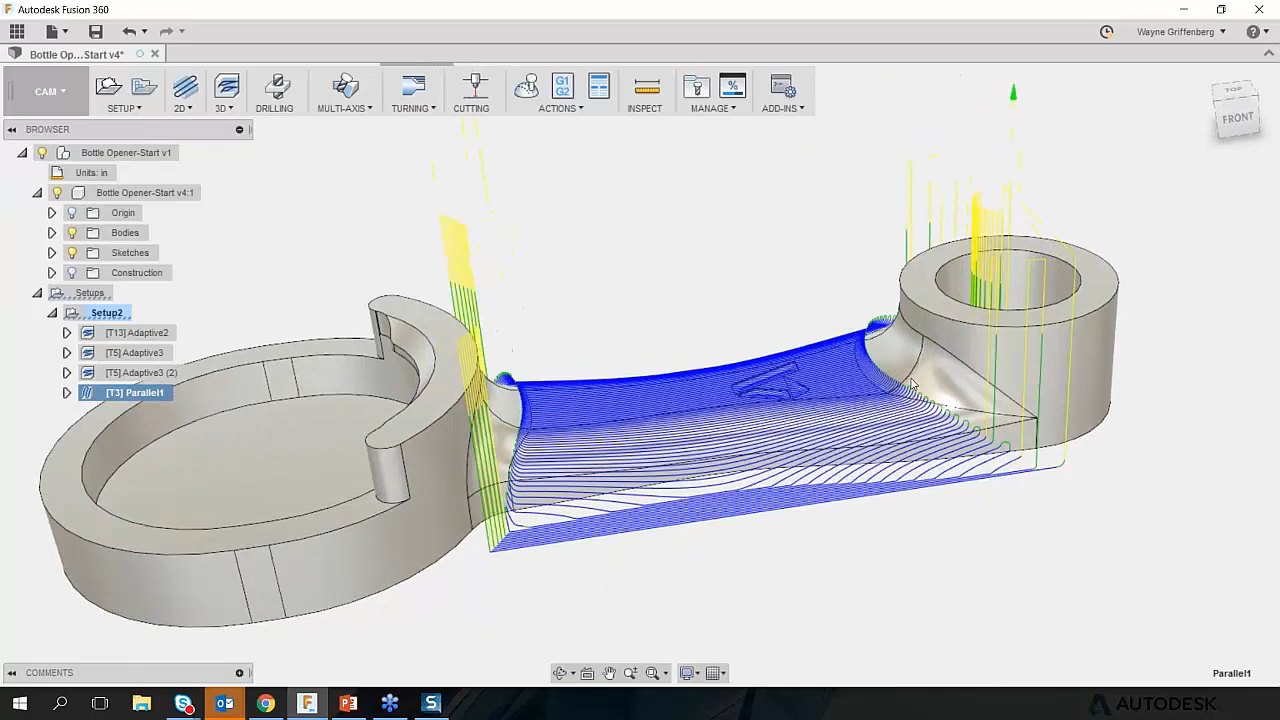 Autodesk Fusion 360
Wayne Griffenberg
Bottle Op...Start v4*
CAM
SETUP
2D
3D
DRILLING
MULTI-AXIS
TURNING
CUTTING
G1
G2
ACTIONS
INSPECT
%
MANAGE
ADD-INS
TOP
FRONT
BROWSER
Bottle Opener-Start v1
Units: in
Bottle Opener-Start v4:1
Origin
Bodies
Sketches
Construction
Setups
Setup2
[T13] Adaptive2
[T5] Adaptive3
[T5] Adaptive3 (2)
[T3] Parallel1
COMMENTS
Parallel1
AUTODESK